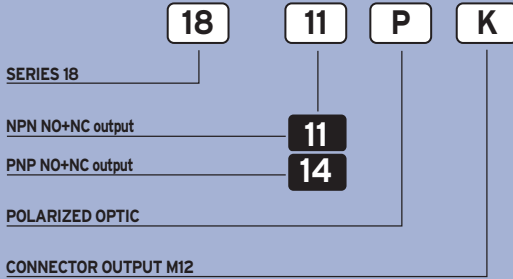 18 11 P K
SERIES 18
NPN NO+NC output 11
PNP NO+NC output 14
POLARIZED OPTIC
CONNECTOR OUTPUT M12